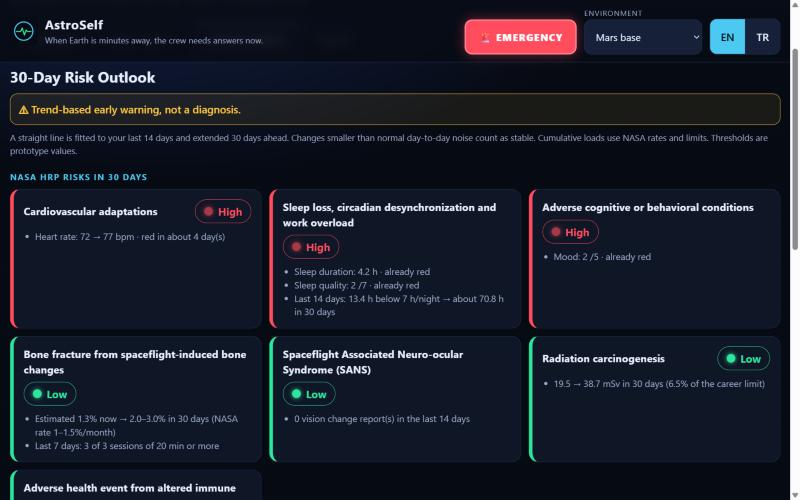 AstroSelf
When Earth is minutes away, the crew needs answers now.
EMERGENCY
ENVIRONMENT
Mars base
EN
TR
30-Day Risk Outlook
⚠ Trend-based early warning, not a diagnosis.
A straight line is fitted to your last 14 days and extended 30 days ahead. Changes smaller than normal day-to-day noise count as stable. Cumulative loads use NASA rates and limits. Thresholds are
prototype values.
NASA HRP RISKS IN 30 DAYS
Cardiovascular adaptations
High
• Heart rate: 72 → 77 bpm · red in about 4 day(s)
Sleep loss, circadian desynchronization and
work overload
High
• Sleep duration: 4.2 h · already red
• Sleep quality: 2 /7 · already red
• Last 14 days: 13.4 h below 7 h/night → about 70.8 h
in 30 days
Adverse cognitive or behavioral conditions
High
• Mood: 2 /5 · already red
Bone fracture from spaceflight-induced bone
changes
Low
• Estimated 1.3% now → 2.0–3.0% in 30 days (NASA
rate 1–1.5%/month)
• Last 7 days: 3 of 3 sessions of 20 min or more
Spaceflight Associated Neuro-ocular
Syndrome (SANS)
Low
• 0 vision change report(s) in the last 14 days
Radiation carcinogenesis
Low
• 19.5 → 38.7 mSv in 30 days (6.5% of the career limit)
Adverse health event from altered immune